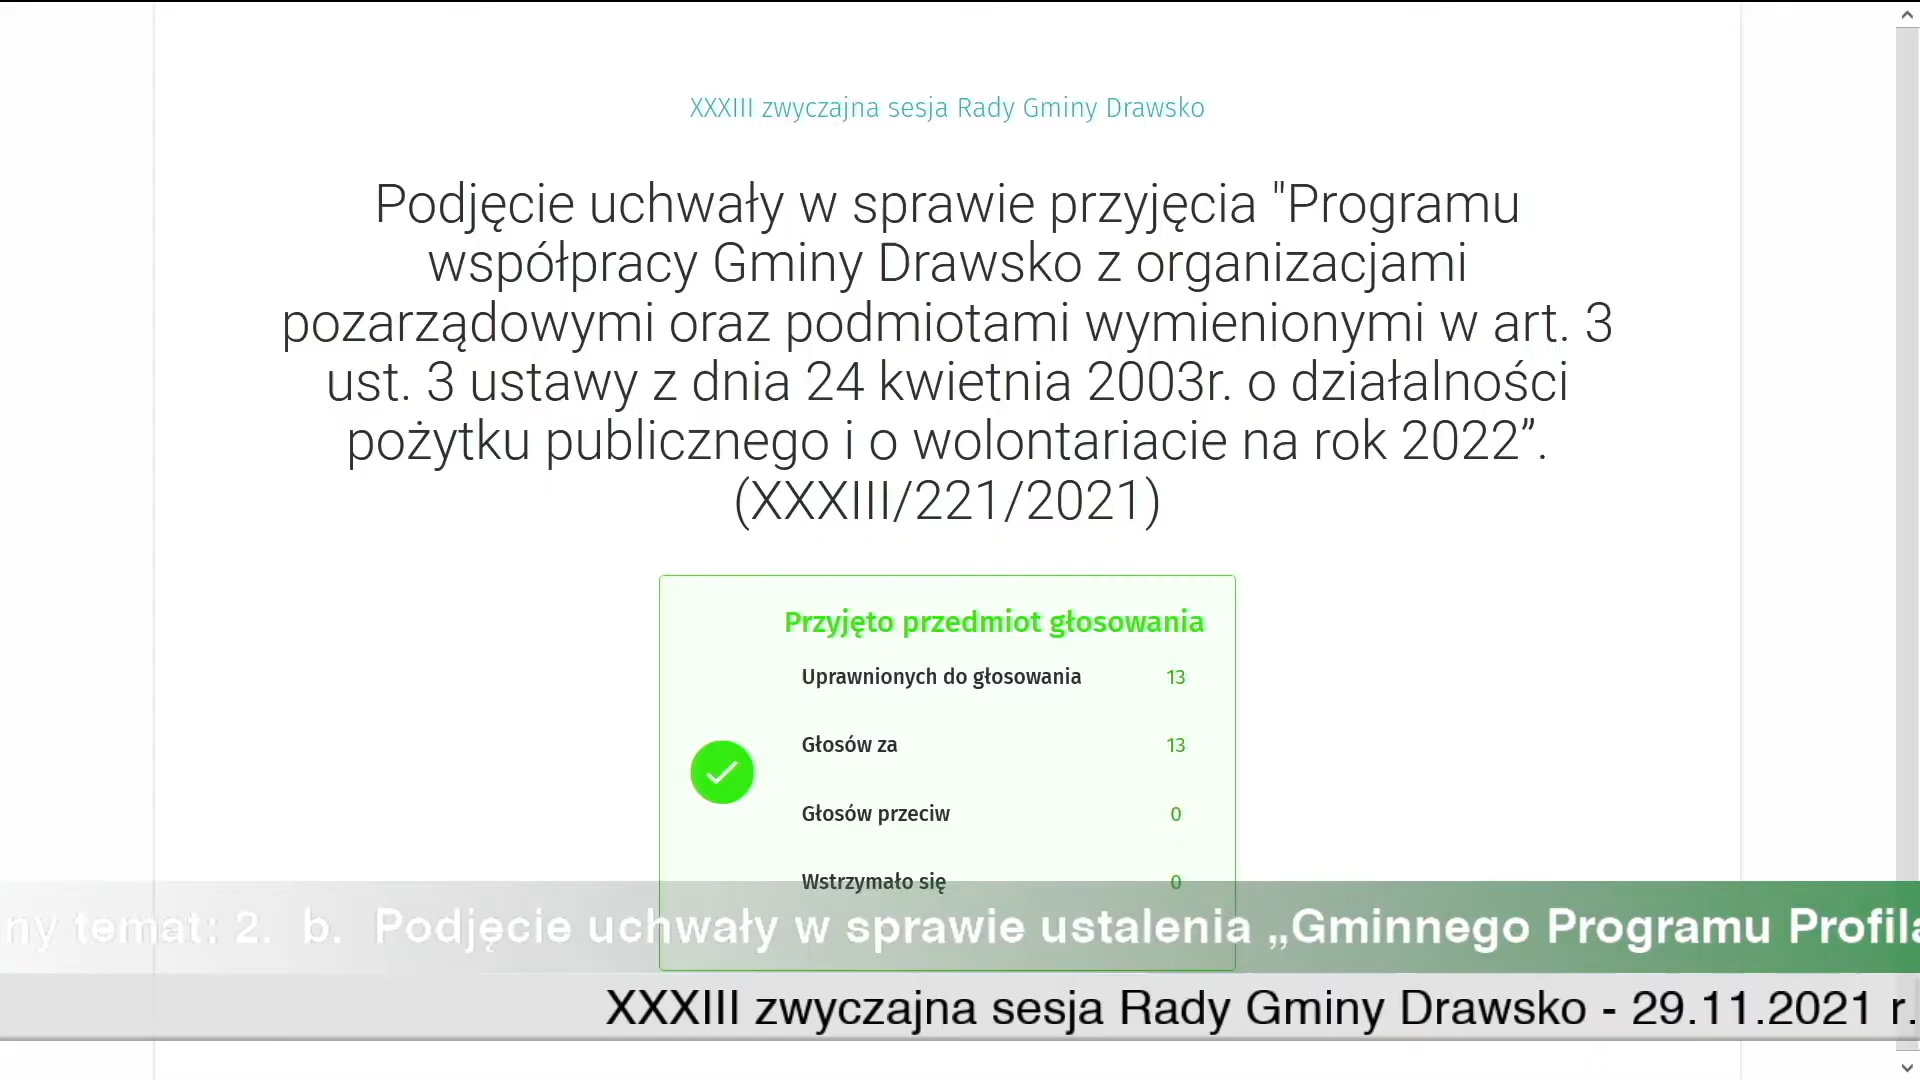 XXXIII zwyczajna sesja Rady Gminy Drawsko
Podjęcie uchwały w sprawie przyjęcia "Programu
współpracy Gminy Drawsko z organizacjami
pozarządowymi oraz podmiotami wymienionymi w art. 3
ust. 3 ustawy z dnia 24 kwietnia 2003r. o działalności
pożytku publicznego i o wolontariacie na rok 2022”.
(XXXIII/221/2021)
Przyjęto przedmiot głosowania
Uprawnionych do głosowania 13
Głosów za 13
Głosów przeciw 0
Wstrzymało się 0
temat: 2. b. Podjęcie uchwały w sprawie ustalenia „Gminnego Programu
XXXIII zwyczajna sesja Rady Gminy Drawsko - 29.11.2021 r.